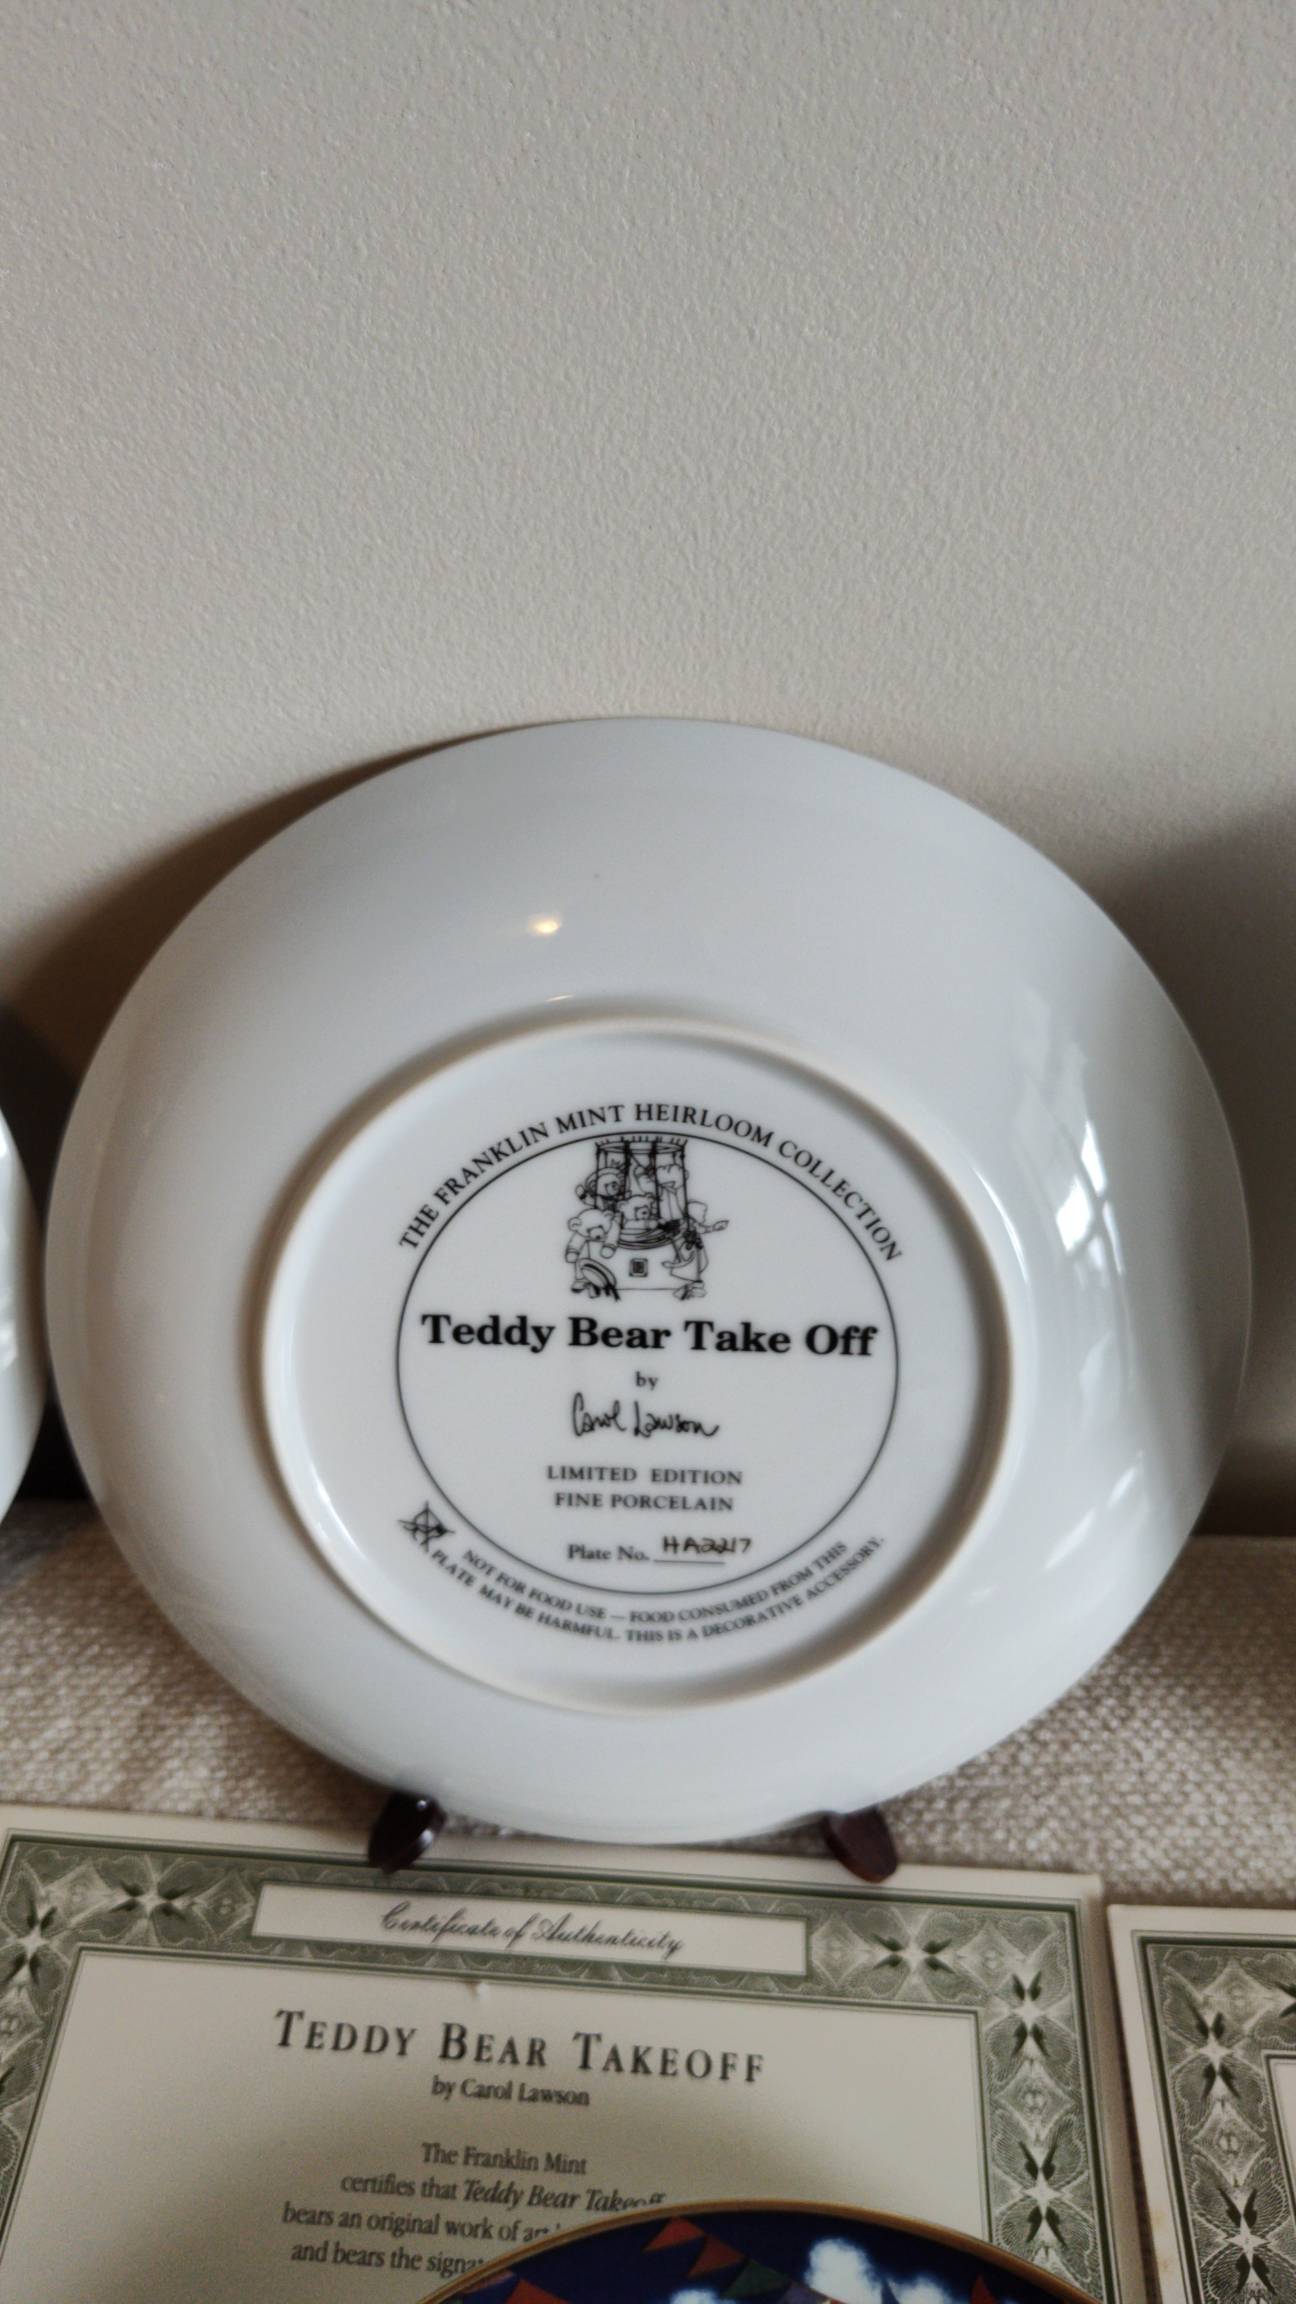 THE FRANKLIN MINT HEIRLOOM COLLECTION
Teddy Bear Take Off
by
Carol Lawson
LIMITED EDITION
FINE PORCELAIN
Plate No. HA2217
NOT FOR FOOD USE — FOOD CONSUMED FROM THIS
PLATE MAY BE HARMFUL. THIS IS A DECORATIVE ACCESSORY.
Certificate of Authenticity
TEDDY BEAR TAKEOFF
by Carol Lawson
The Franklin Mint
certifies that Teddy Bear Takeoff
bears an original work of
and bears the